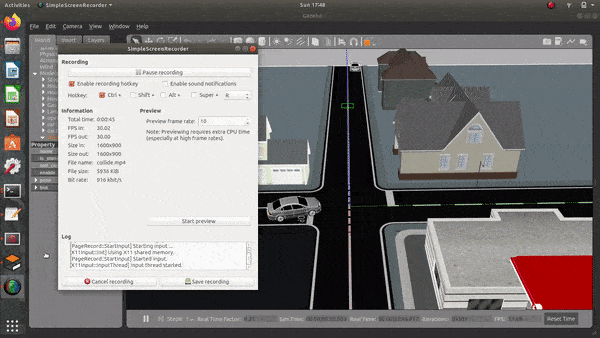 Activities
SimpleScreenRecorder
Sun 17:48
Gazebo
File Edit Camera View Window Help
World Insert Layers
SimpleScreenRecorder
Recording
Pause recording
Enable recording hotkey
Enable sound notifications
Hotkey: Ctrl + Shift + Alt + Super + R
Information
Preview
Total time: 0:00:45
Preview frame rate: 10
FPS in: 30.02
FPS out: 30.00
Note: Previewing requires extra CPU time
(especially at high frame rates).
Size in: 1600x900
Size out: 1600x900
File name: collide.mp4
File size: 5936 KiB
Bit rate: 916 kbit/s
Start preview
Log
[PageRecord::StartInput] Starting input ...
[X11Input::Init] Using X11 shared memory.
[PageRecord::StartInput] Started input.
[X11Input::InputThread] Input thread started.
Cancel recording
Save recording
Steps: 1
Real Time Factor:
Sim Time:
Real Time:
Iterations:
FPS:
Reset Time